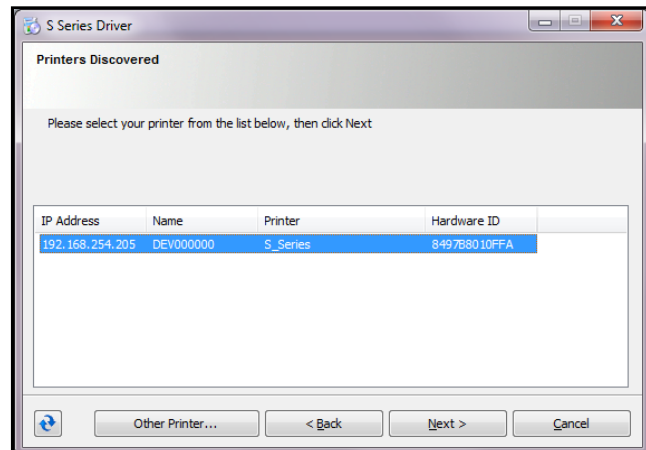 S Series Driver
Printers Discovered
Please select your printer from the list below, then click Next
IP Address Name Printer Hardware ID
192.168.254.205 DEV000000 S_Series 8497B8010FFA
Other Printer... < Back Next > Cancel